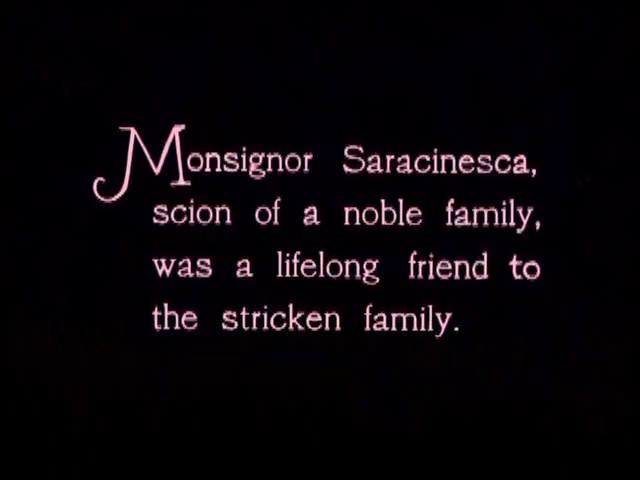 Monsignor Saracinesca,
scion of a noble family,
was a lifelong friend to
the stricken family.